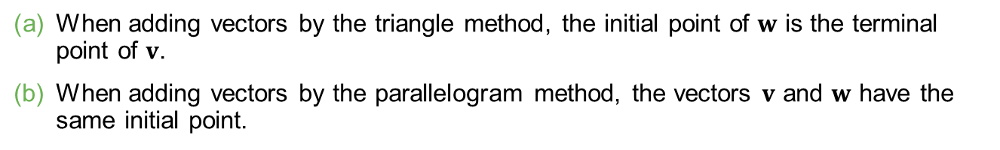 (a) When adding vectors by the triangle method, the initial point of w is the terminal
point of v.
(b) When adding vectors by the parallelogram method, the vectors v and w have the
same initial point.